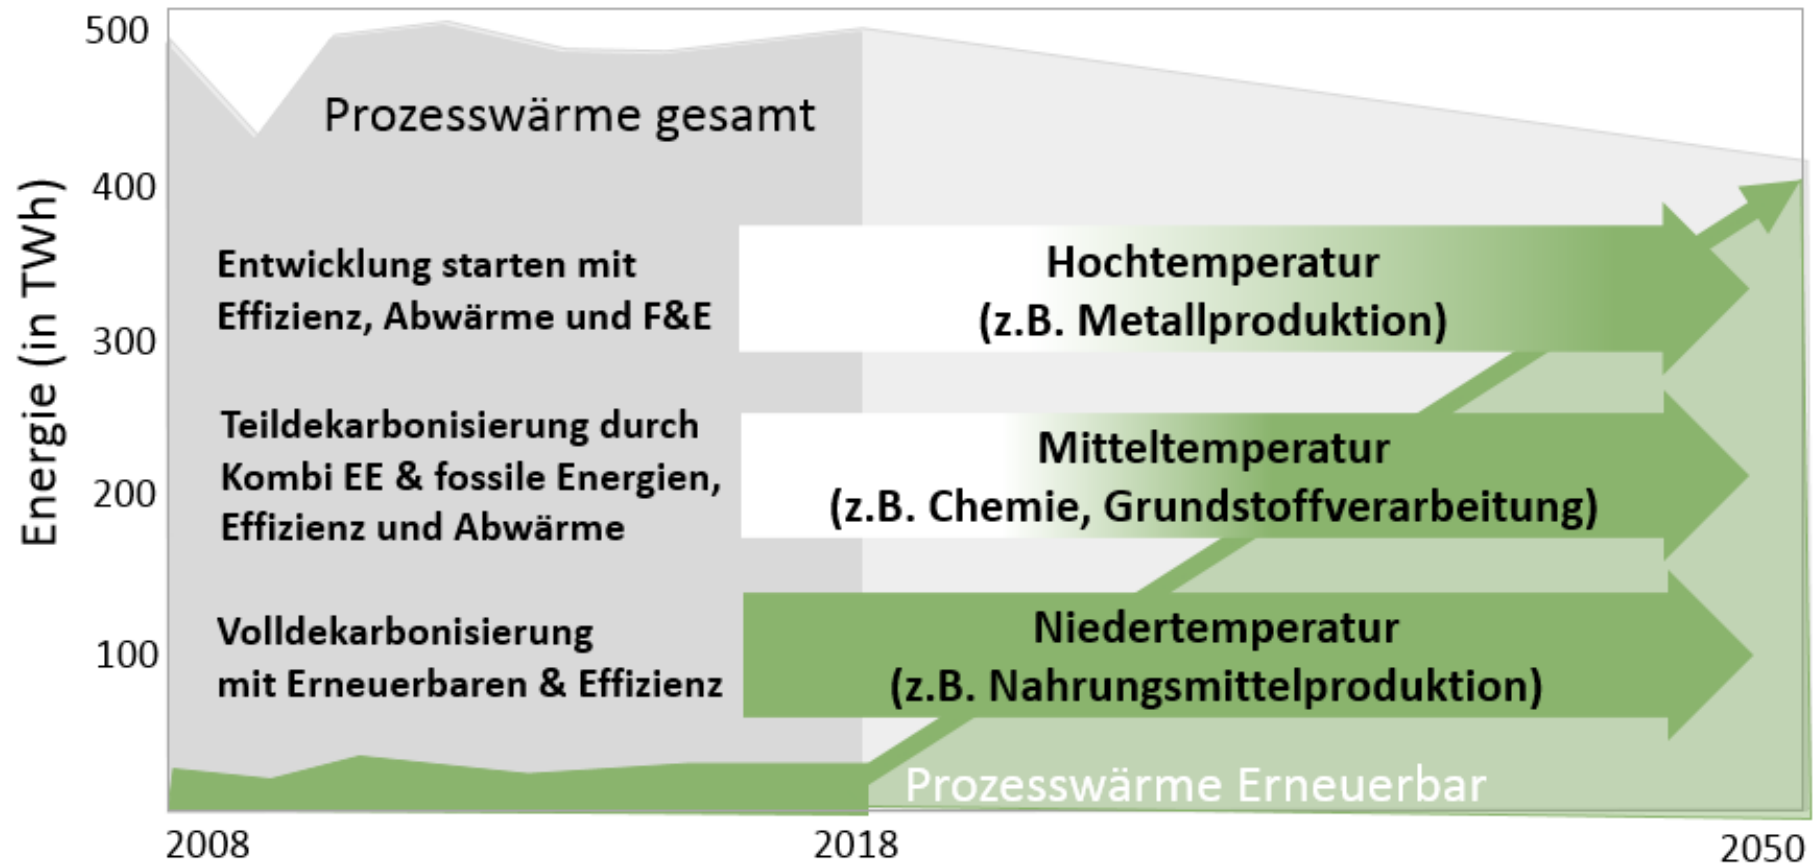 Energie (in TWh)
500
400
300
200
100
Prozesswärme gesamt
Entwicklung starten mit
Effizienz, Abwärme und F&E
Hochtemperatur
(z.B. Metallproduktion)
Teildekarbonisierung durch
Kombi EE & fossile Energien,
Effizienz und Abwärme
Mitteltemperatur
(z.B. Chemie, Grundstoffverarbeitung)
Volldekarbonisierung
mit Erneuerbaren & Effizienz
Niedertemperatur
(z.B. Nahrungsmittelproduktion)
Prozesswärme Erneuerbar
2008
2018
2050